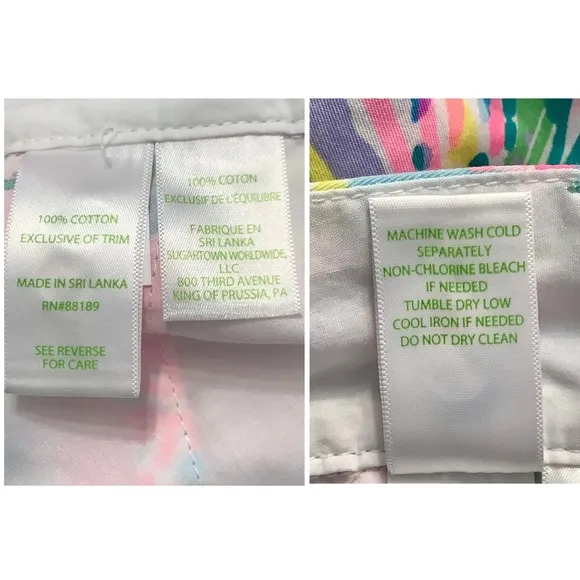 100% COTTON
EXCLUSIVE OF TRIM
MADE IN SRI LANKA
RN#88189
SEE REVERSE
FOR CARE
100% COTON
EXCLUSIF DE L'ÉQUILIBRE
FABRIQUE EN
SRI LANKA
SUGARTOWN WORLDWIDE,
LLC
800 THIRD AVENUE
KING OF PRUSSIA, PA
MACHINE WASH COLD
SEPARATELY
NON-CHLORINE BLEACH
IF NEEDED
TUMBLE DRY LOW
COOL IRON IF NEEDED
DO NOT DRY CLEAN